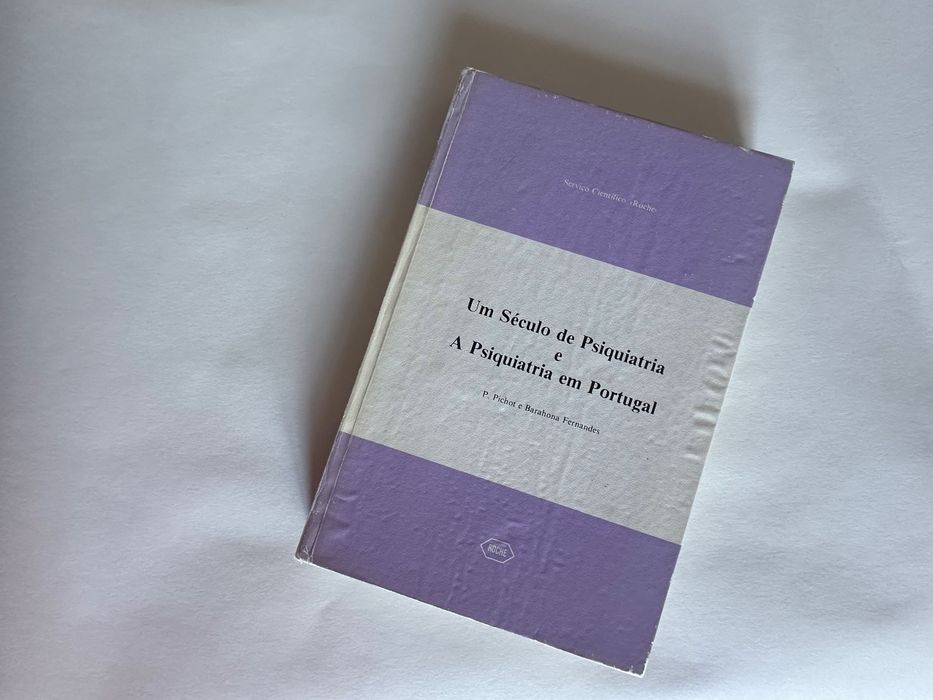 Serviço Científico «Roche»
Um Século de Psiquiatria
e
A Psiquiatria em Portugal
P. Pichot e Barahona Fernandes
ROCHE